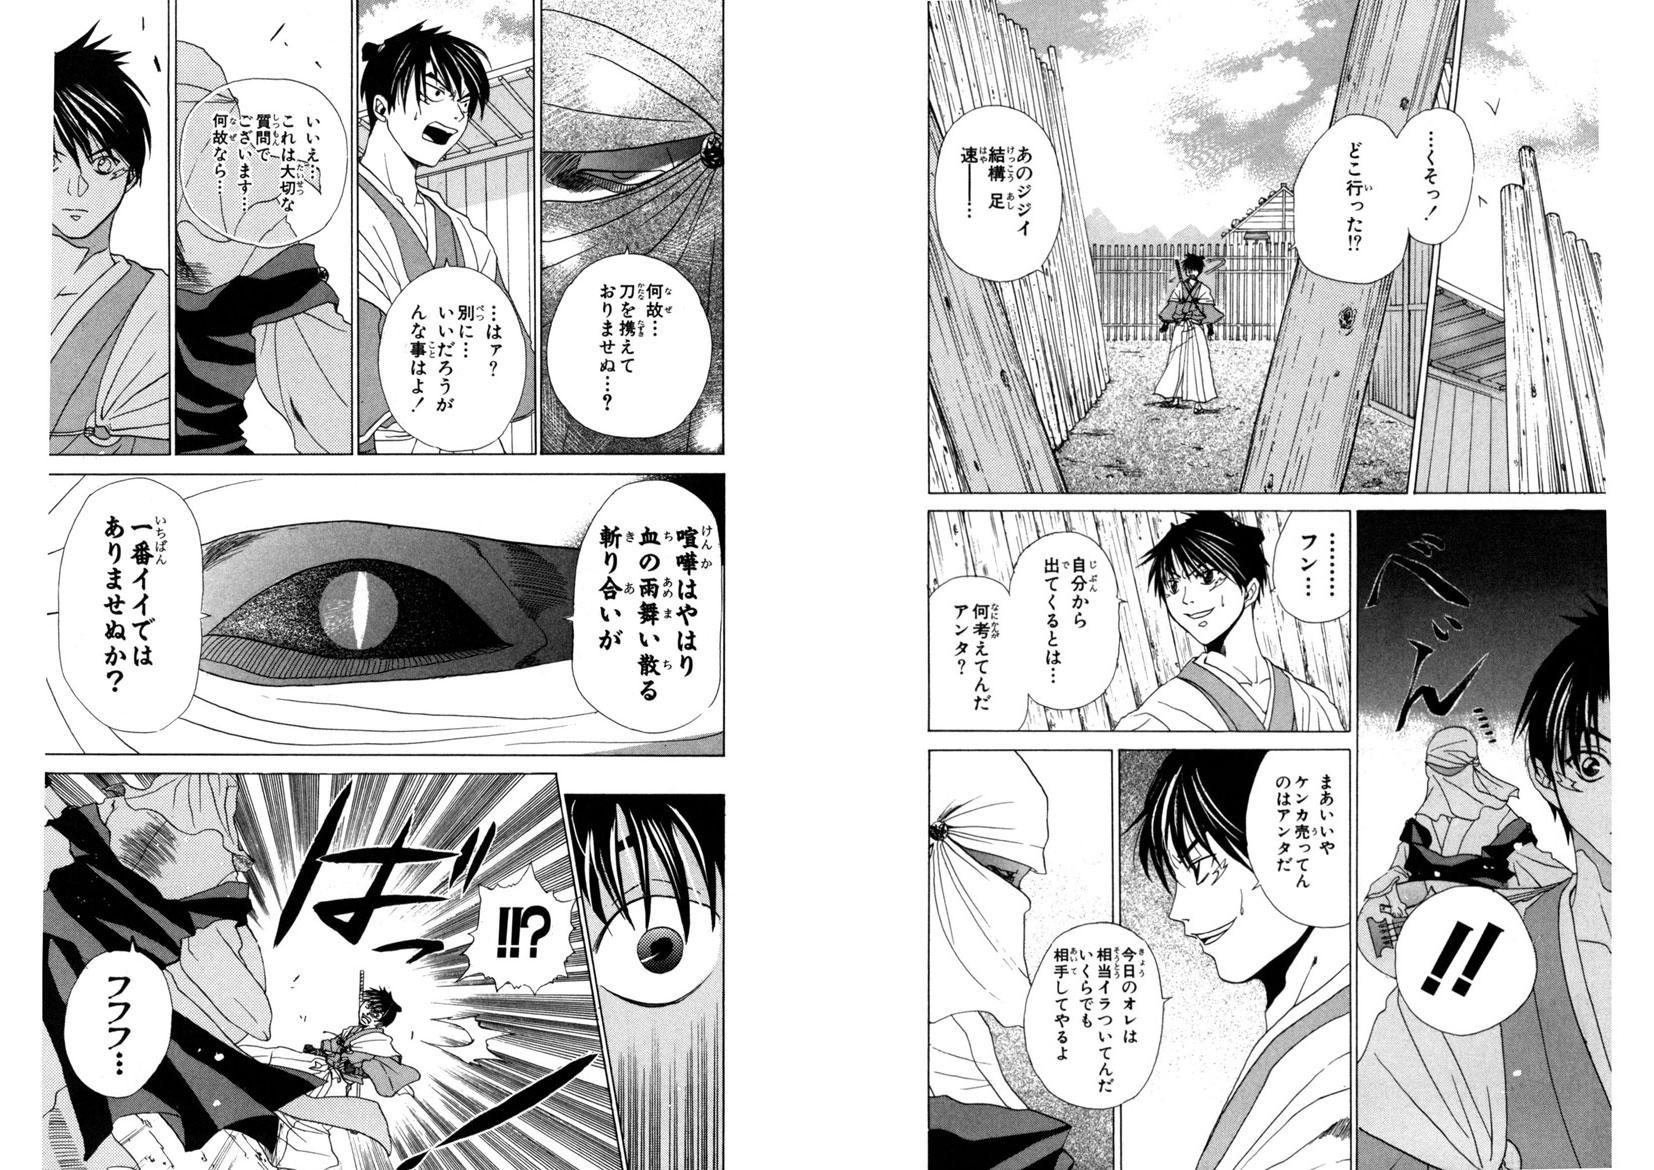 …くそっ！
どこ行った!?
あのジジイ
結構足
速―――…
べべん
!!
…………
フン…
自分から
出てくるとは…
何考えてんだ
アンタ？
まあいいや
ケンカ売ってん
のはアンタだ
今日のオレは
相当イラついてんだ
いくらでも
相手してやるよ
何故…
刀を携えて
おりませぬ…？
…はァ？
別に…
いいだろうが
んな事はよ！
いいえ…
これは大切な
質問で
ございます…
何故なら…
喧嘩はやはり
血の雨舞い散る
斬り合いが
一番イイでは
ありませぬか？
!!?
ばっ
フフフ…